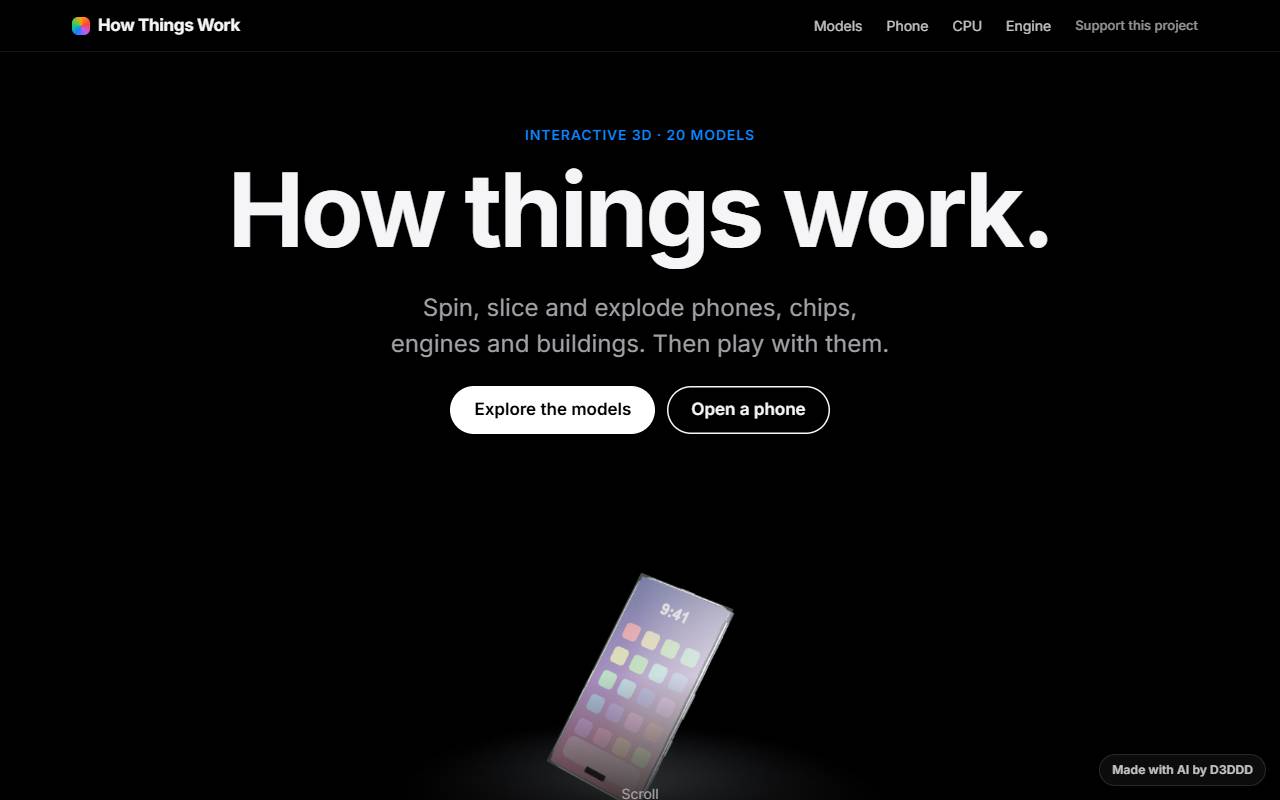 How Things Work
Models
Phone
CPU
Engine
Support this project
INTERACTIVE 3D · 20 MODELS
How things work.
Spin, slice and explode phones, chips,
engines and buildings. Then play with them.
Explore the models
Open a phone
9:41
Scroll
Made with AI by D3DDD